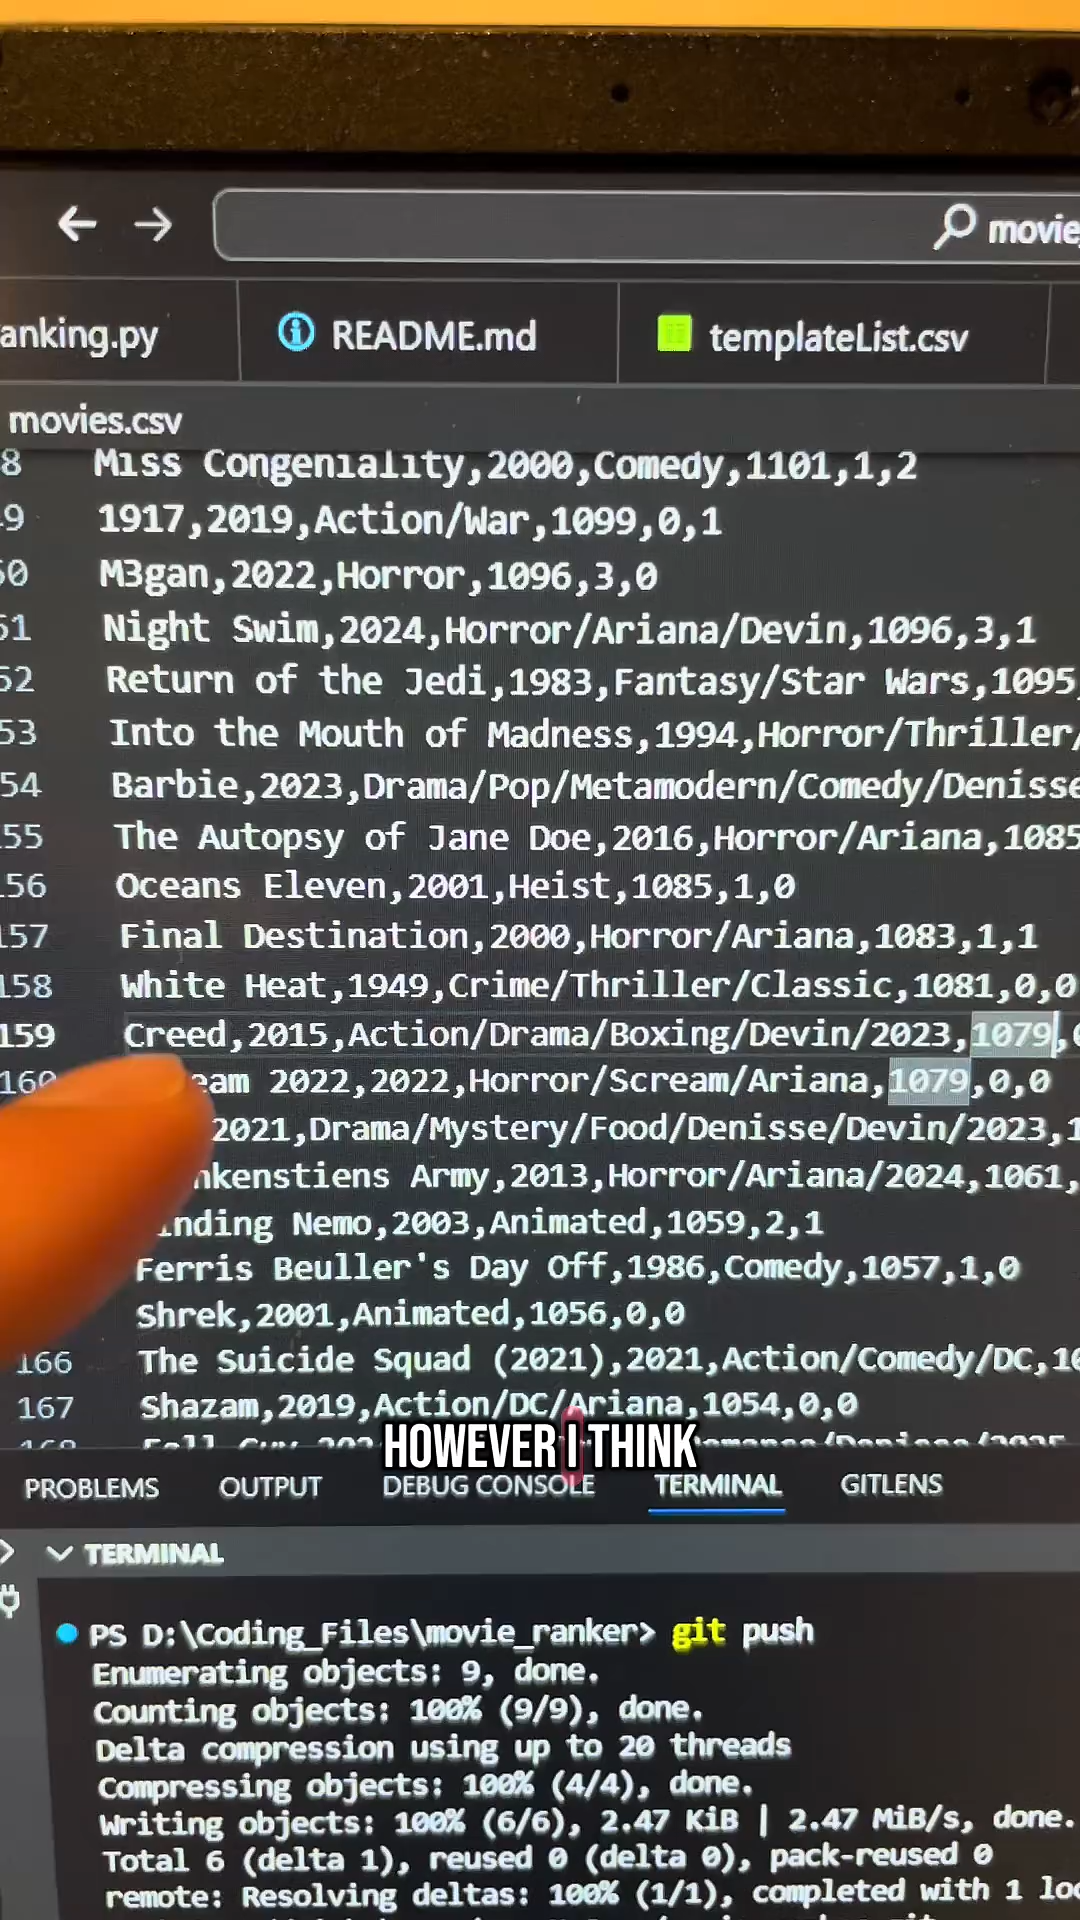 movie
anking.py README.md templateList.csv
movies.csv
8 Miss Congeniality,2000,Comedy,1101,1,2
9 1917,2019,Action/War,1099,0,1
50 M3gan,2022,Horror,1096,3,0
51 Night Swim,2024,Horror/Ariana/Devin,1096,3,1
52 Return of the Jedi,1983,Fantasy/Star Wars,1095
53 Into the Mouth of Madness,1994,Horror/Thriller/
54 Barbie,2023,Drama/Pop/Metamodern/Comedy/Denisse
155 The Autopsy of Jane Doe,2016,Horror/Ariana,1085
156 Oceans Eleven,2001,Heist,1085,1,0
157 Final Destination,2000,Horror/Ariana,1083,1,1
158 White Heat,1949,Crime/Thriller/Classic,1081,0,0
159 Creed,2015,Action/Drama/Boxing/Devin/2023,1079,
160 eam 2022,2022,Horror/Scream/Ariana,1079,0,0
2021,Drama/Mystery/Food/Denisse/Devin/2023,1
nkenstiens Army,2013,Horror/Ariana/2024,1061,
inding Nemo,2003,Animated,1059,2,1
Ferris Beuller's Day Off,1986,Comedy,1057,1,0
Shrek,2001,Animated,1056,0,0
166 The Suicide Squad (2021),2021,Action/Comedy/DC,10
167 Shazam,2019,Action/DC/Ariana,1054,0,0
HOWEVER I THINK
PROBLEMS OUTPUT DEBUG CONSOLE TERMINAL GITLENS
TERMINAL
PS D:\Coding_Files\movie_ranker> git push
Enumerating objects: 9, done.
Counting objects: 100% (9/9), done.
Delta compression using up to 20 threads
Compressing objects: 100% (4/4), done.
Writing objects: 100% (6/6), 2.47 KiB | 2.47 MiB/s, done.
Total 6 (delta 1), reused 0 (delta 0), pack-reused 0
remote: Resolving deltas: 100% (1/1), completed with 1 loc